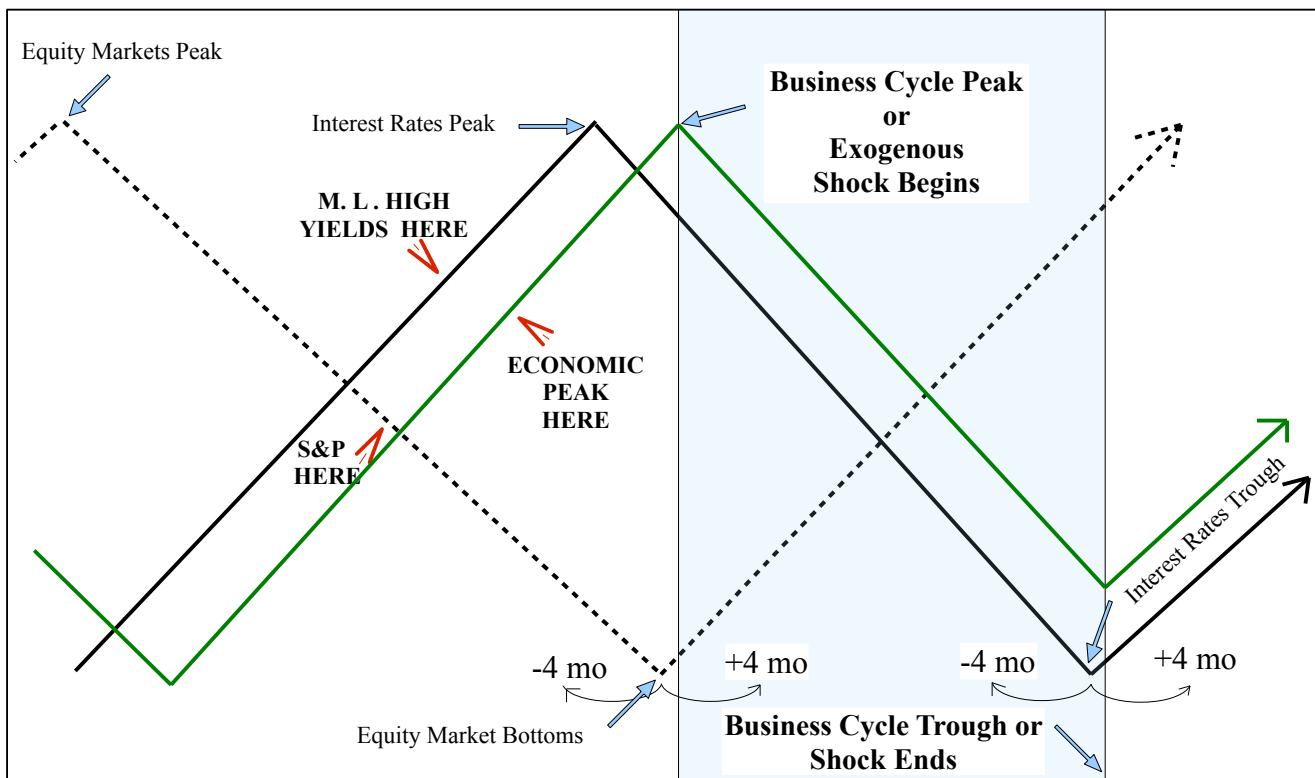 Equity Markets Peak
Interest Rates Peak
Business Cycle Peak
or
Exogenous
Shock Begins
M. L . HIGH
YIELDS HERE
ECONOMIC
PEAK
HERE
S&P
HERE
Interest Rates Trough
-4 mo
+4 mo
-4 mo
+4 mo
Equity Market Bottoms
Business Cycle Trough or
Shock Ends